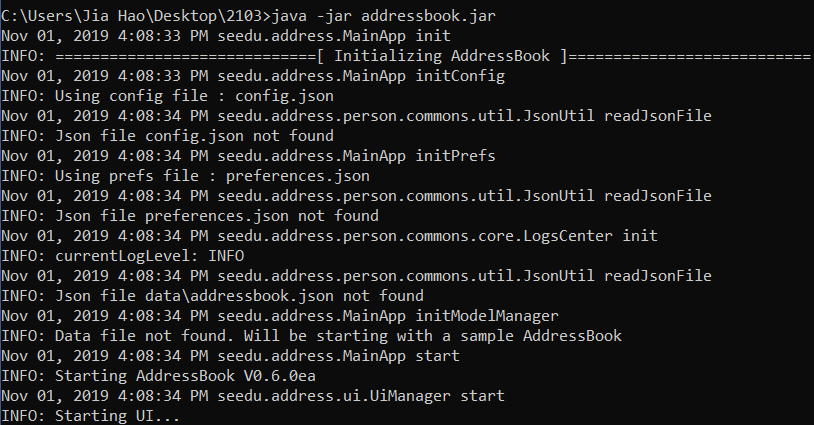 C:\Users\Jia Hao\Desktop\2103>java -jar addressbook.jar
Nov 01, 2019 4:08:33 PM seedu.address.MainApp init
INFO: =============================[ Initializing AddressBook ]===========================
Nov 01, 2019 4:08:33 PM seedu.address.MainApp initConfig
INFO: Using config file : config.json
Nov 01, 2019 4:08:34 PM seedu.address.person.commons.util.JsonUtil readJsonFile
INFO: Json file config.json not found
Nov 01, 2019 4:08:34 PM seedu.address.MainApp initPrefs
INFO: Using prefs file : preferences.json
Nov 01, 2019 4:08:34 PM seedu.address.person.commons.util.JsonUtil readJsonFile
INFO: Json file preferences.json not found
Nov 01, 2019 4:08:34 PM seedu.address.person.commons.core.LogsCenter init
INFO: currentLogLevel: INFO
Nov 01, 2019 4:08:34 PM seedu.address.person.commons.util.JsonUtil readJsonFile
INFO: Json file data\addressbook.json not found
Nov 01, 2019 4:08:34 PM seedu.address.MainApp initModelManager
INFO: Data file not found. Will be starting with a sample AddressBook
Nov 01, 2019 4:08:34 PM seedu.address.MainApp start
INFO: Starting AddressBook V0.6.0ea
Nov 01, 2019 4:08:34 PM seedu.address.ui.UiManager start
INFO: Starting UI...